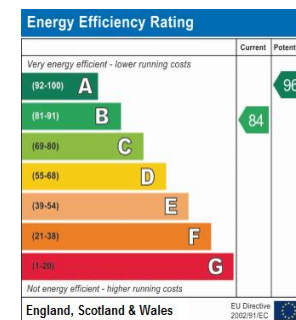 Energy Efficiency Rating
Current Potent
Very energy efficient - lower running costs
(92-100) A 96
(81-91) B 84
(69-80) C
(55-68) D
(39-54) E
(21-38) F
(1-20) G
Not energy efficient - higher running costs
England, Scotland & Wales
EU Directive
2002/91/EC